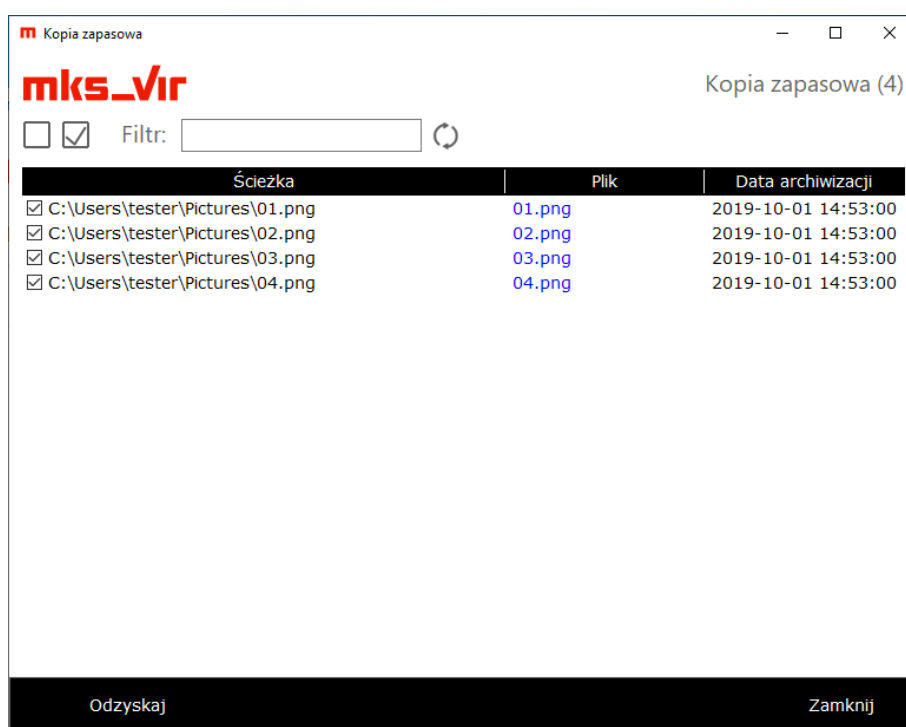 Kopia zapasowa
mks_vır
Kopia zapasowa (4)
Filtr:
Ścieżka Plik Data archiwizacji
C:\Users\tester\Pictures\01.png 01.png 2019-10-01 14:53:00
C:\Users\tester\Pictures\02.png 02.png 2019-10-01 14:53:00
C:\Users\tester\Pictures\03.png 03.png 2019-10-01 14:53:00
C:\Users\tester\Pictures\04.png 04.png 2019-10-01 14:53:00
Odzyskaj Zamknij